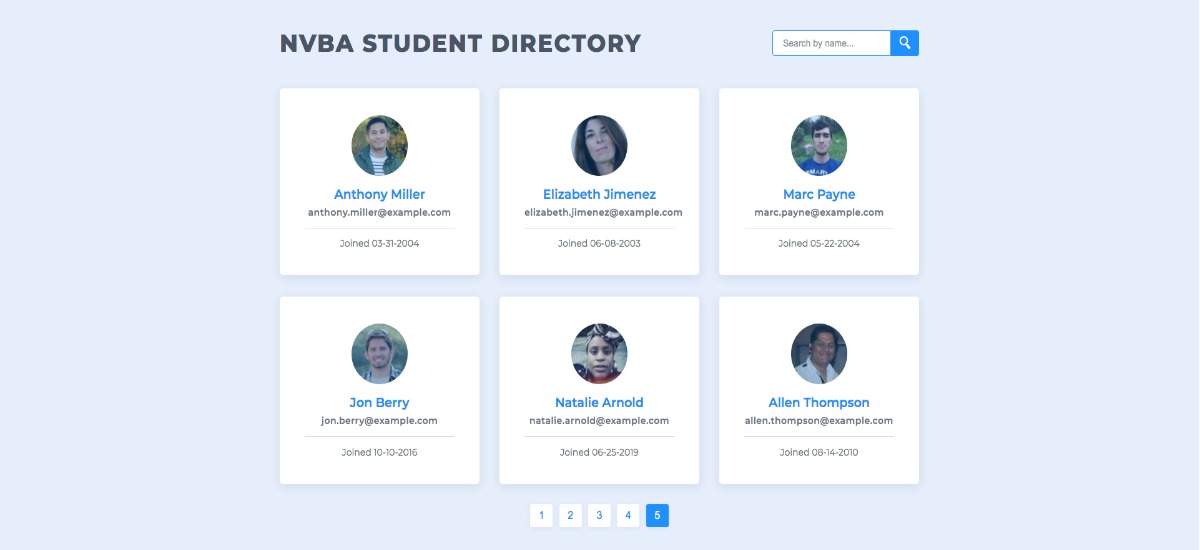 NVBA STUDENT DIRECTORY
Search by name...
Anthony Miller
anthony.miller@example.com
Joined 03-31-2004
Elizabeth Jimenez
elizabeth.jimenez@example.com
Joined 06-08-2003
Marc Payne
marc.payne@example.com
Joined 05-22-2004
Jon Berry
jon.berry@example.com
Joined 10-10-2016
Natalie Arnold
natalie.arnold@example.com
Joined 06-25-2019
Allen Thompson
allen.thompson@example.com
Joined 08-14-2010
1 2 3 4 5